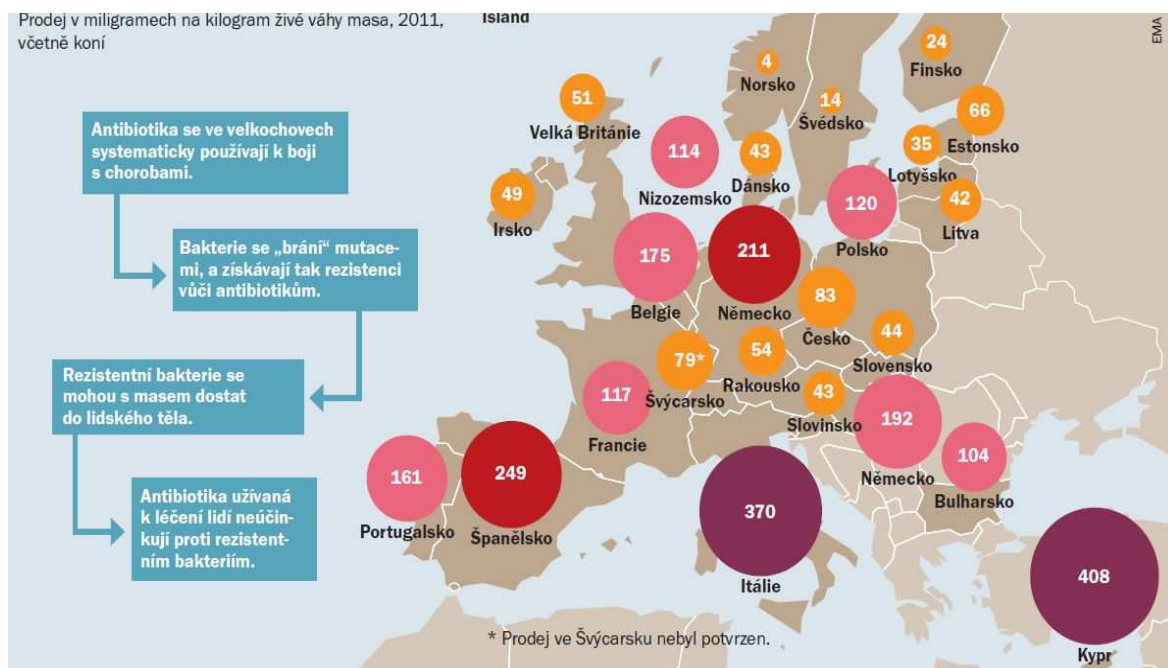 Prodej v miligramech na kilogram živé váhy masa, 2011,
včetně koní
Island
EMA
4
Norsko
24
Finsko
51
Velká Británie
14
Švédsko
66
Estonsko
Antibiotika se ve velkochovech
systematicky používají k boji
s chorobami.
114
Nizozemsko
43
Dánsko
35
Lotyšsko
49
Irsko
120
Polsko
42
Litva
Bakterie se „brání“ mutace-
mi, a získávají tak rezistenci
vůči antibiotikům.
175
Belgie
211
Německo
83
Česko
44
Slovensko
79*
Švýcarsko
54
Rakousko
Rezistentní bakterie se
mohou s masem dostat
do lidského těla.
117
Francie
43
Slovinsko
192
Německo
104
Bulharsko
161
Portugalsko
249
Španělsko
Antibiotika užívaná
k léčení lidí neúčin-
kují proti rezistent-
ním bakteriím.
370
Itálie
408
Kypr
* Prodej ve Švýcarsku nebyl potvrzen.